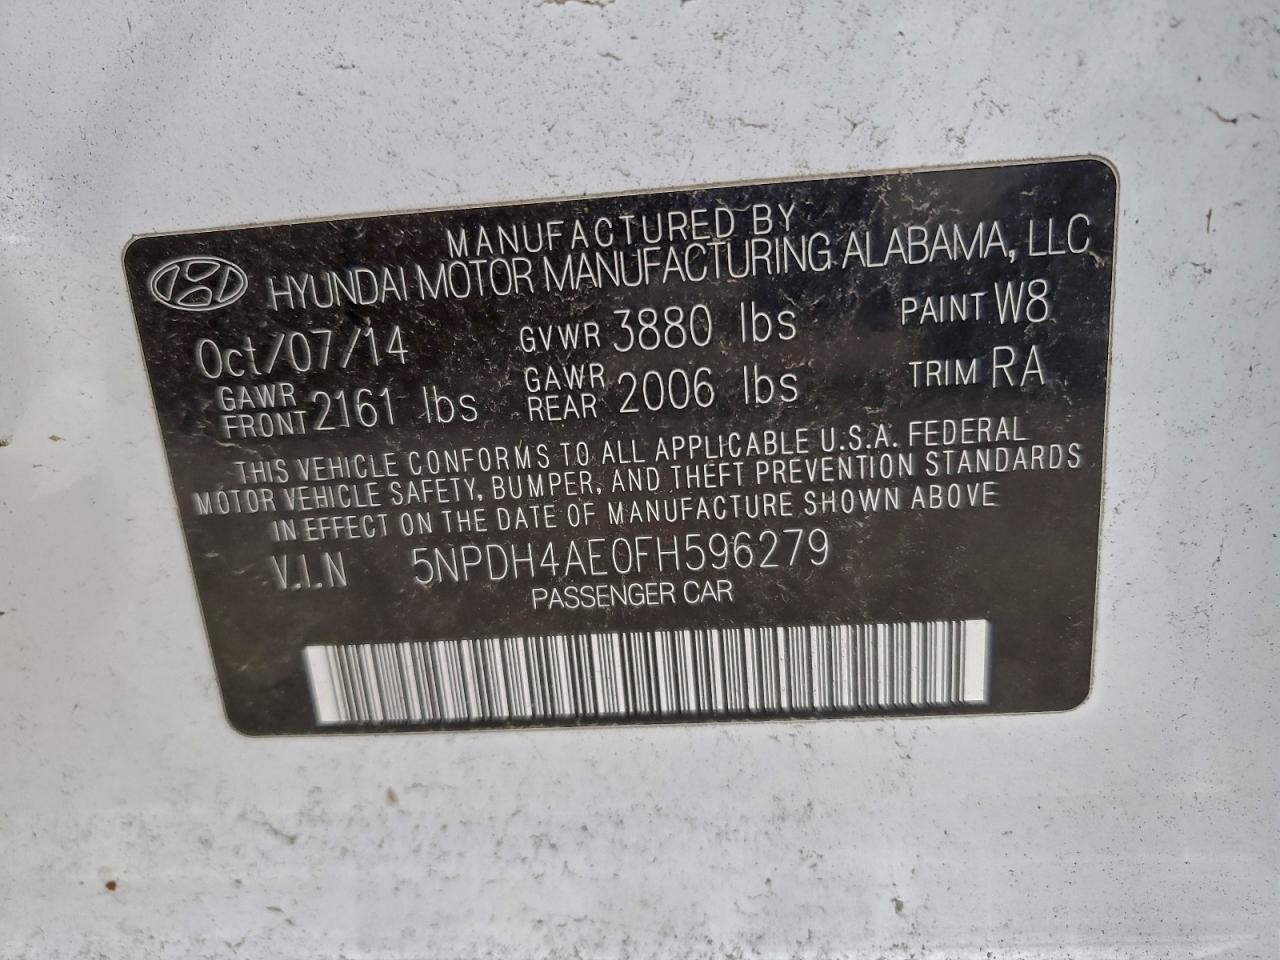 MANUFACTURED BY
HYUNDAI MOTOR MANUFACTURING ALABAMA, LLC
Oct/07/14 GVWR 3880 lbs PAINT W8
GAWR FRONT 2161 lbs GAWR REAR 2006 lbs TRIM RA
THIS VEHICLE CONFORMS TO ALL APPLICABLE U.S.A. FEDERAL
MOTOR VEHICLE SAFETY, BUMPER, AND THEFT PREVENTION STANDARDS
IN EFFECT ON THE DATE OF MANUFACTURE SHOWN ABOVE
V.I.N 5NPDH4AE0FH596279
PASSENGER CAR